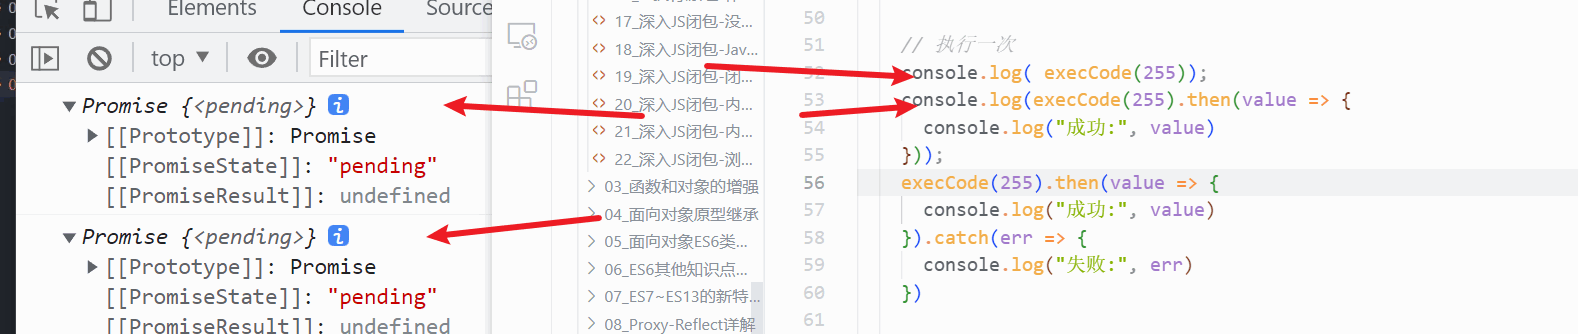 Elements Console Source
top ▼ Filter
▼ Promise {<pending>} i
▶ [[Prototype]]: Promise
[[PromiseState]]: "pending"
[[PromiseResult]]: undefined
▼ Promise {<pending>} i
▶ [[Prototype]]: Promise
[[PromiseState]]: "pending"
[[PromiseResult]]: undefined
<> 17_深入JS闭包-没...
<> 18_深入JS闭包-Jav...
<> 19_深入JS闭包-闭...
<> 20_深入JS闭包-内...
<> 21_深入JS闭包-内...
<> 22_深入JS闭包-浏...
> 03_函数和对象的增强
> 04_面向对象原型继承
> 05_面向对象ES6类...
> 06_ES6其他知识点...
> 07_ES7~ES13的新特...
> 08_Proxy-Reflect详解
50
51 // 执行一次
52 console.log( execCode(255));
53 console.log(execCode(255).then(value => {
54 console.log("成功:", value)
55 }));
56 execCode(255).then(value => {
57 console.log("成功:", value)
58 }).catch(err => {
59 console.log("失败:", err)
60 })
61